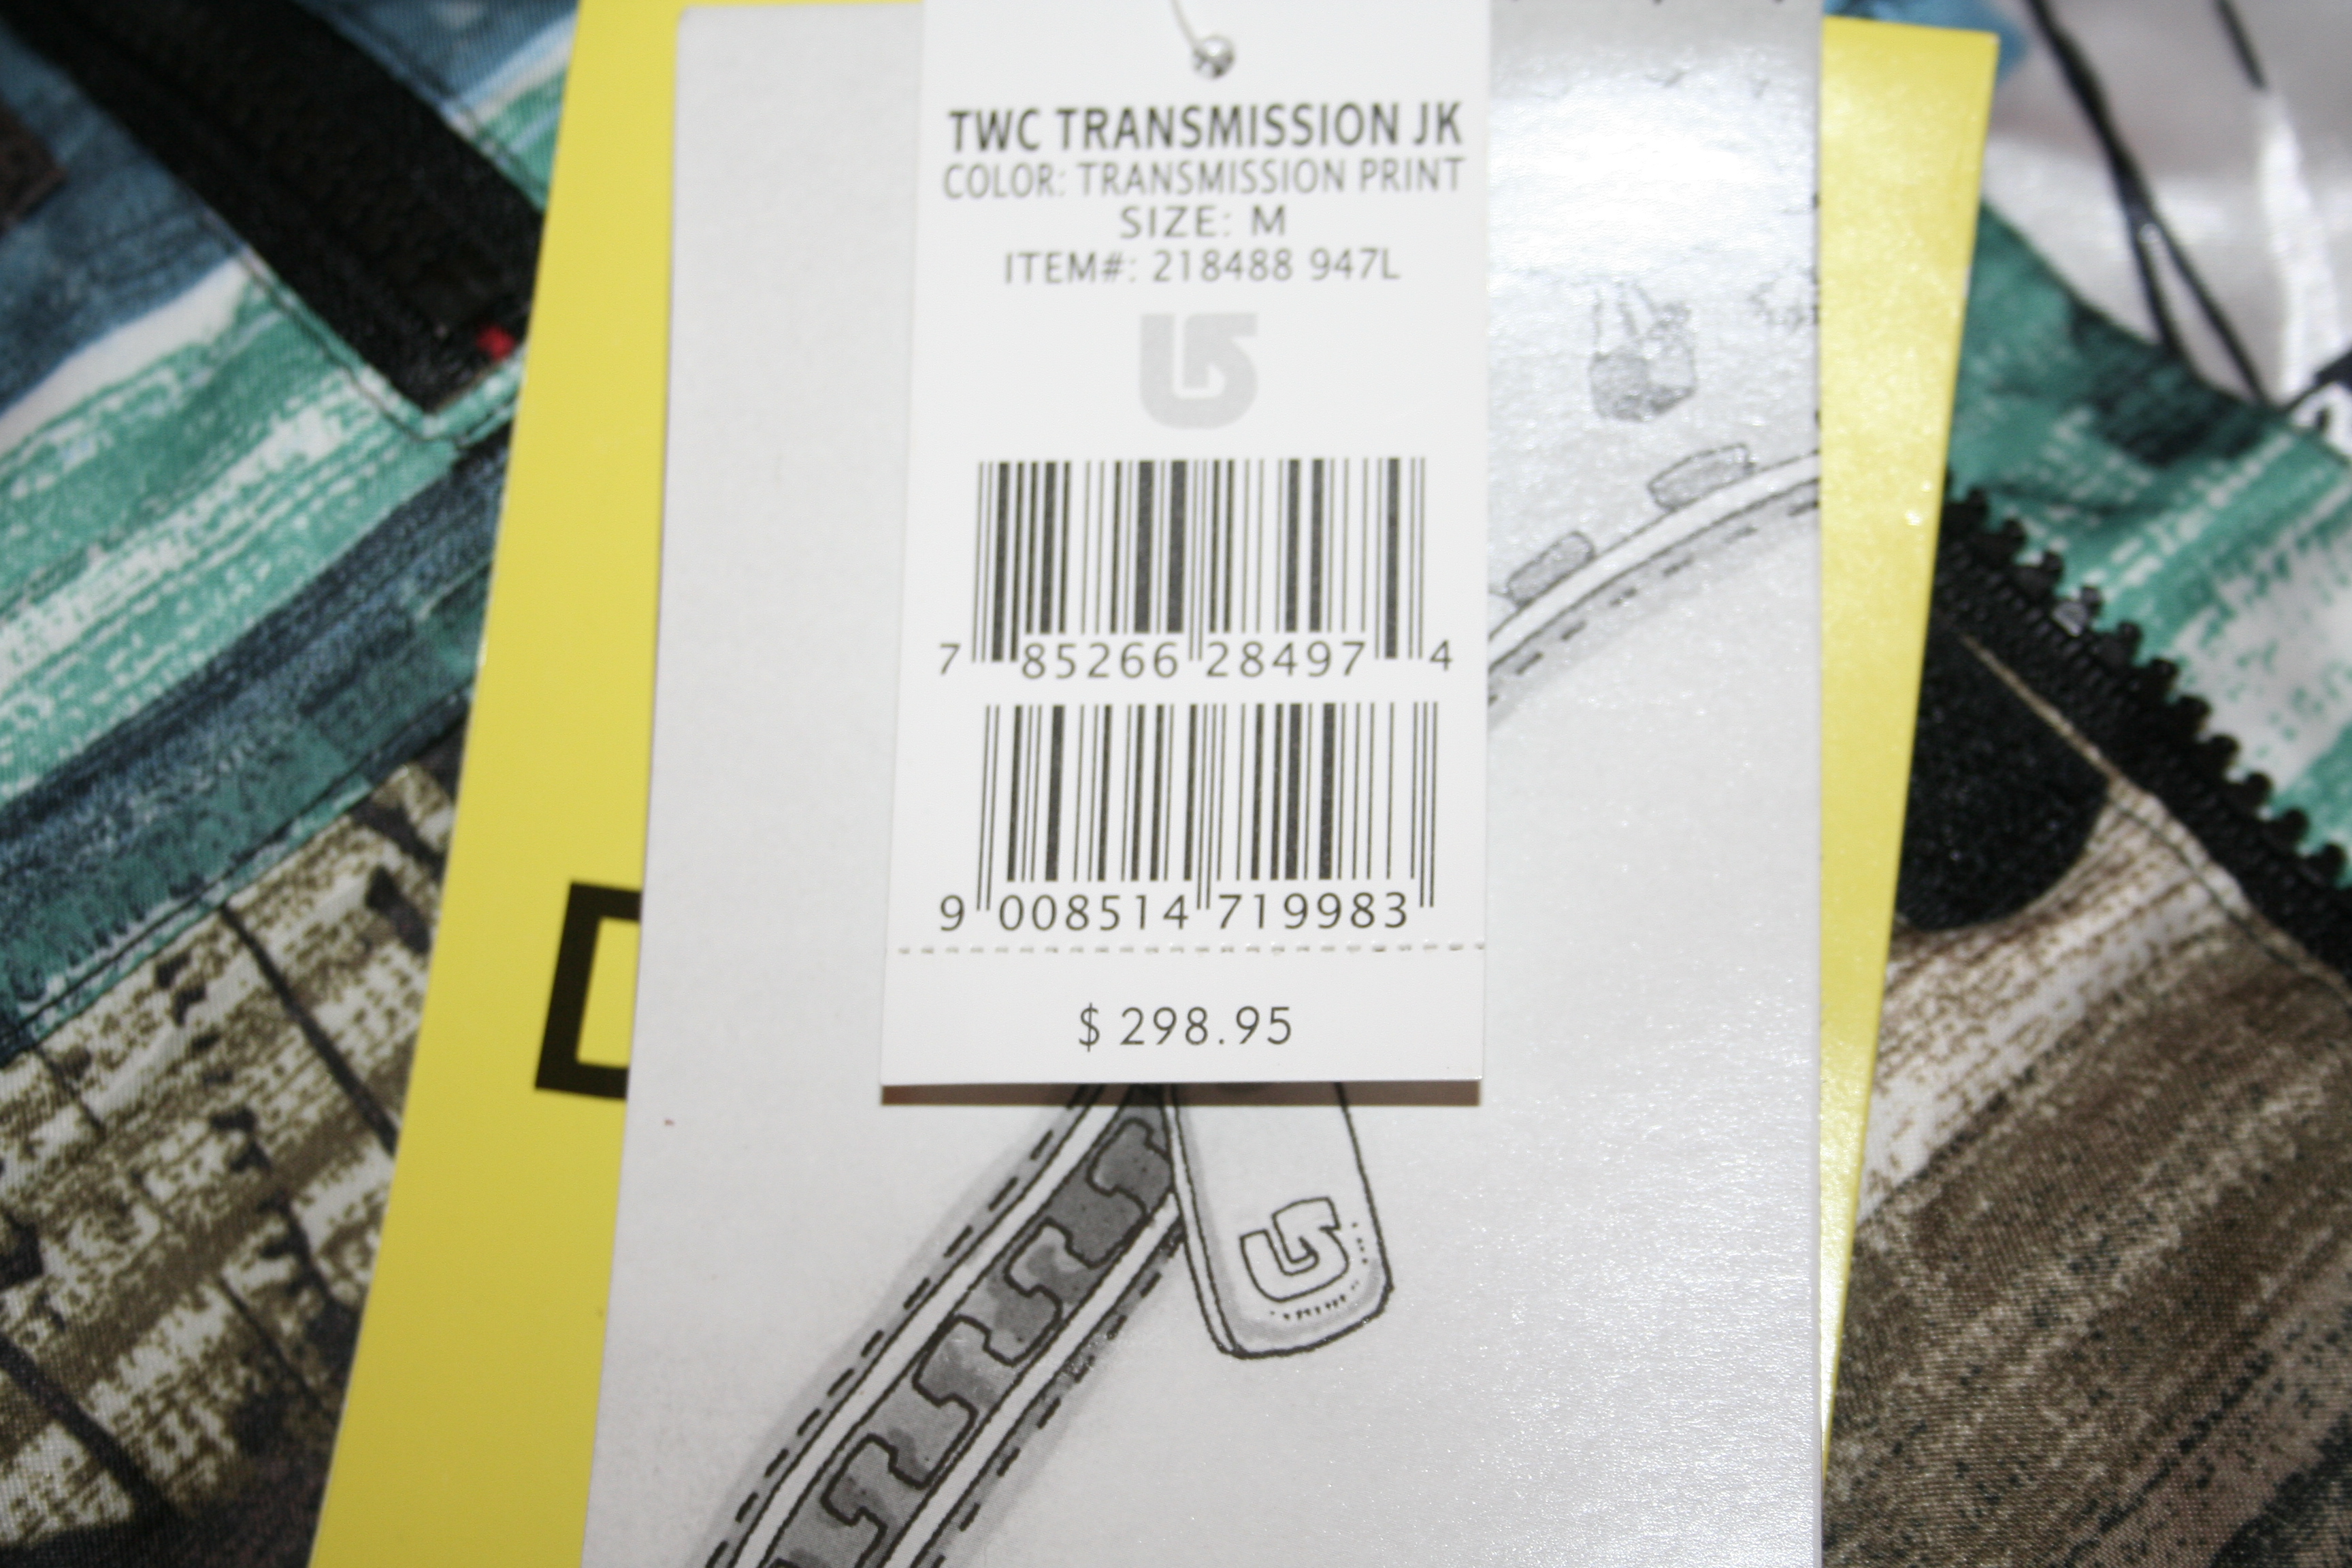 TWC TRANSMISSION JK
COLOR: TRANSMISSION PRINT
SIZE: M
ITEM#: 218488 947L
7 85266 28497 4
9 008514 719983
$ 298.95